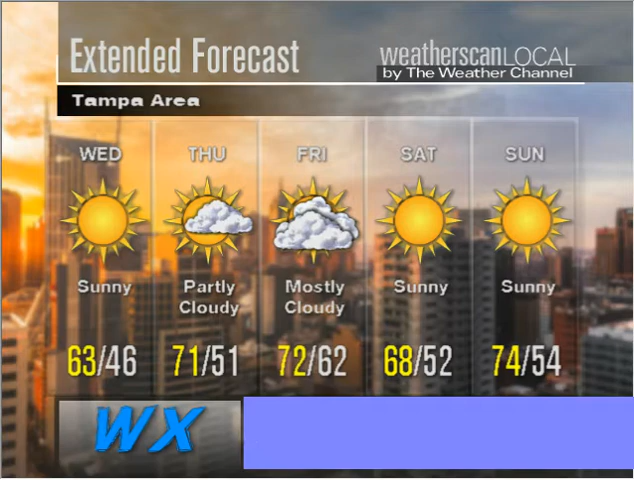 Extended Forecast
weatherscanLOCAL
by The Weather Channel
Tampa Area
WED THU FRI SAT SUN
Sunny Partly Cloudy Mostly Cloudy Sunny Sunny
63/46 71/51 72/62 68/52 74/54
WX